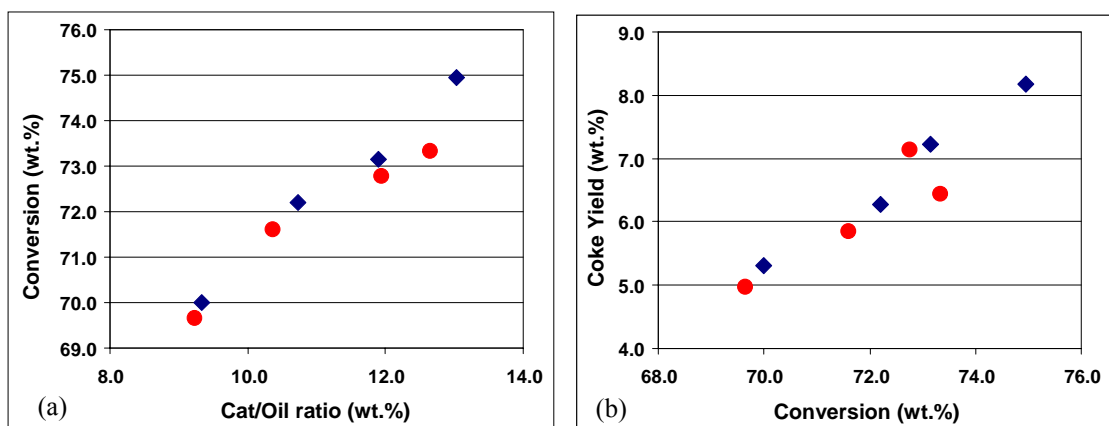 76.0
75.0
74.0
73.0
72.0
71.0
70.0
69.0
Conversion (wt.%)
8.0 10.0 12.0 14.0
(a) Cat/Oil ratio (wt.%)
9.0
8.0
7.0
6.0
5.0
4.0
Coke Yield (wt.%)
68.0 70.0 72.0 74.0 76.0
(b) Conversion (wt.%)